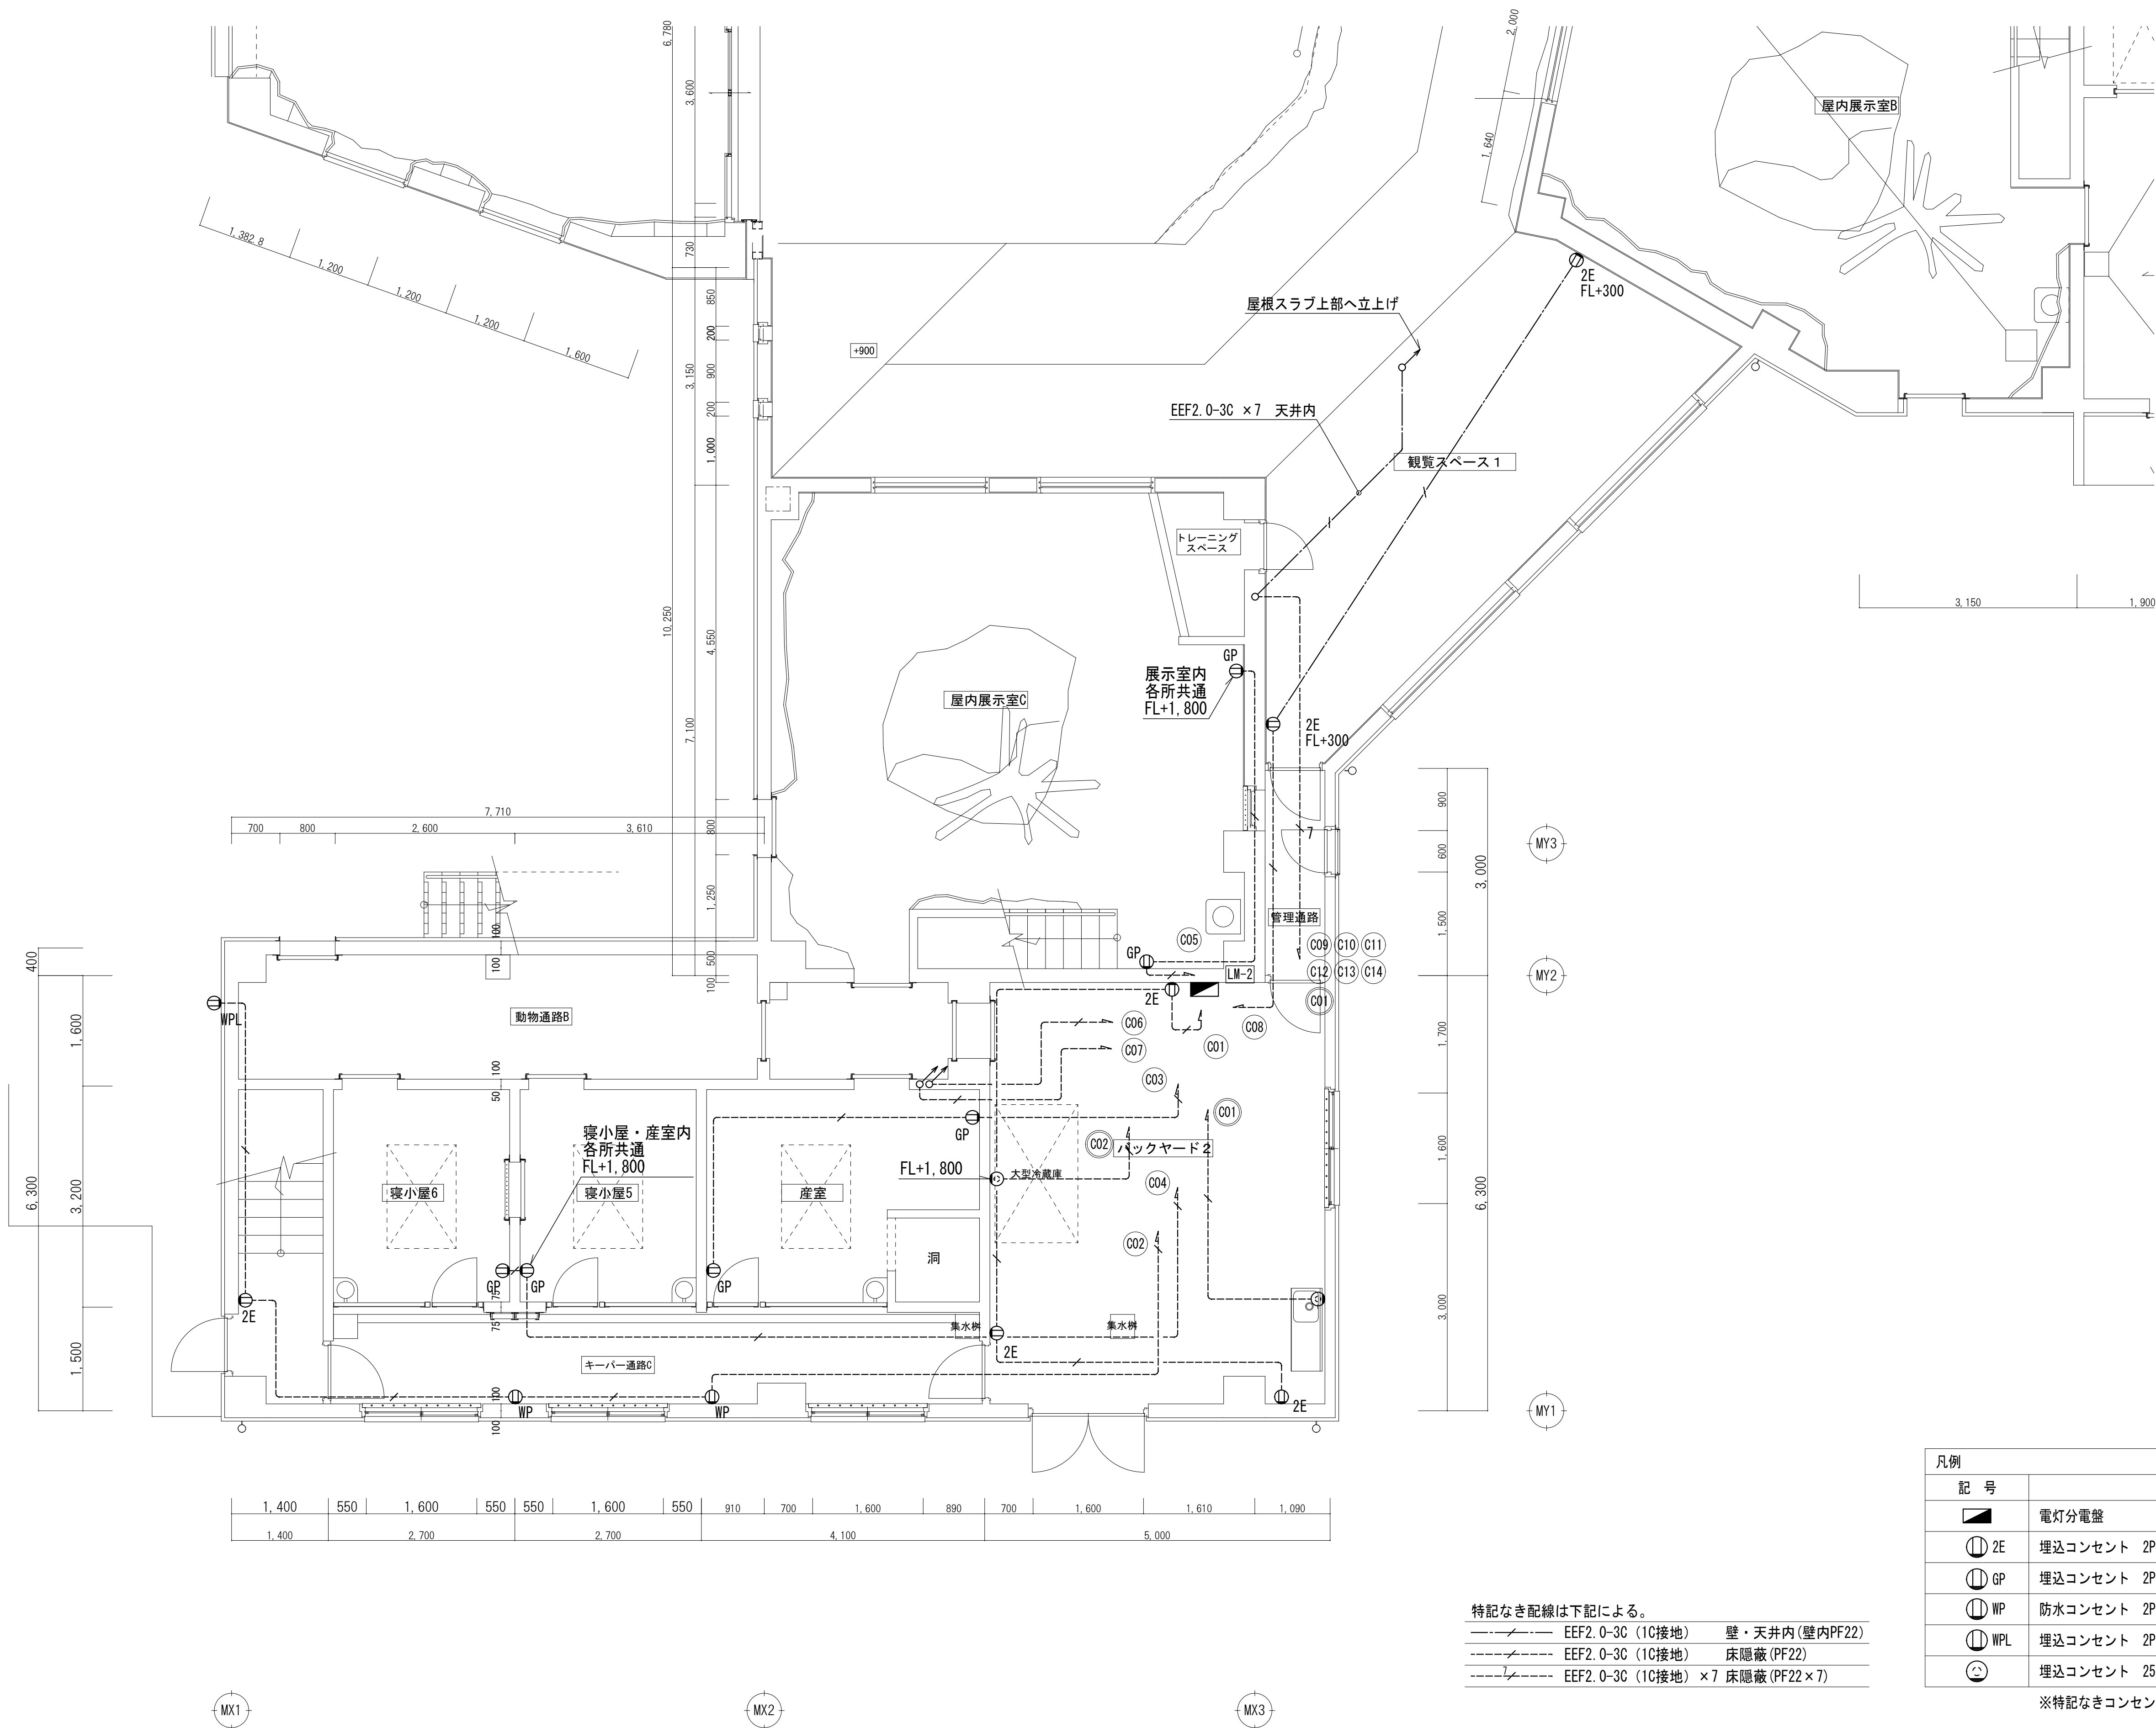 6,780
3,600
730
2,000
1,640
屋内展示室B
1,382.8
1,200
1,200
1,200
1,600
850
200
900
200
3,150
1,000
+900
屋根スラブ上部へ立上げ
2E
FL+300
EEF2.0-3C ×7 天井内
観覧スペース1
トレーニング
スペース
3,150
1,900
10,250
4,550
7,100
屋内展示室C
GP
展示室内
各所共通
FL+1,800
2E
FL+300
7
7,710
700
800
2,600
3,610
800
1,250
500
100
100
100
900
600
1,500
3,000
MY3
管理通路
C05
GP
LM-2
C09
C10
C11
C12
C13
C14
C01
MY2
400
1,600
3,200
6,300
1,500
WPL
動物通路B
2E
C06
C07
C08
C01
C03
C01
100
50
1,700
1,600
6,300
3,000
寝小屋・産室内
各所共通
FL+1,800
GP
FL+1,800
大型冷蔵庫
C02
バックヤード2
C04
C02
寝小屋6
寝小屋5
産室
洞
GP
GP
GP
75
75
2E
集水桝
集水桝
2E
キーパー通路C
100
100
WP
WP
2E
MY1
1,400
550
1,600
550
550
1,600
550
910
700
1,600
890
700
1,600
1,610
1,090
1,400
2,700
2,700
4,100
5,000
MX1
MX2
MX3
特記なき配線は下記による。
EEF2.0-3C (1C接地) 壁・天井内(壁内PF22)
EEF2.0-3C (1C接地) 床隠蔽(PF22)
7 EEF2.0-3C (1C接地) ×7 床隠蔽(PF22×7)
凡例
記 号
電灯分電盤
2E 埋込コンセント 2P
GP 埋込コンセント 2P
WP 防水コンセント 2P
WPL 埋込コンセント 2P
埋込コンセント 25
※特記なきコンセン